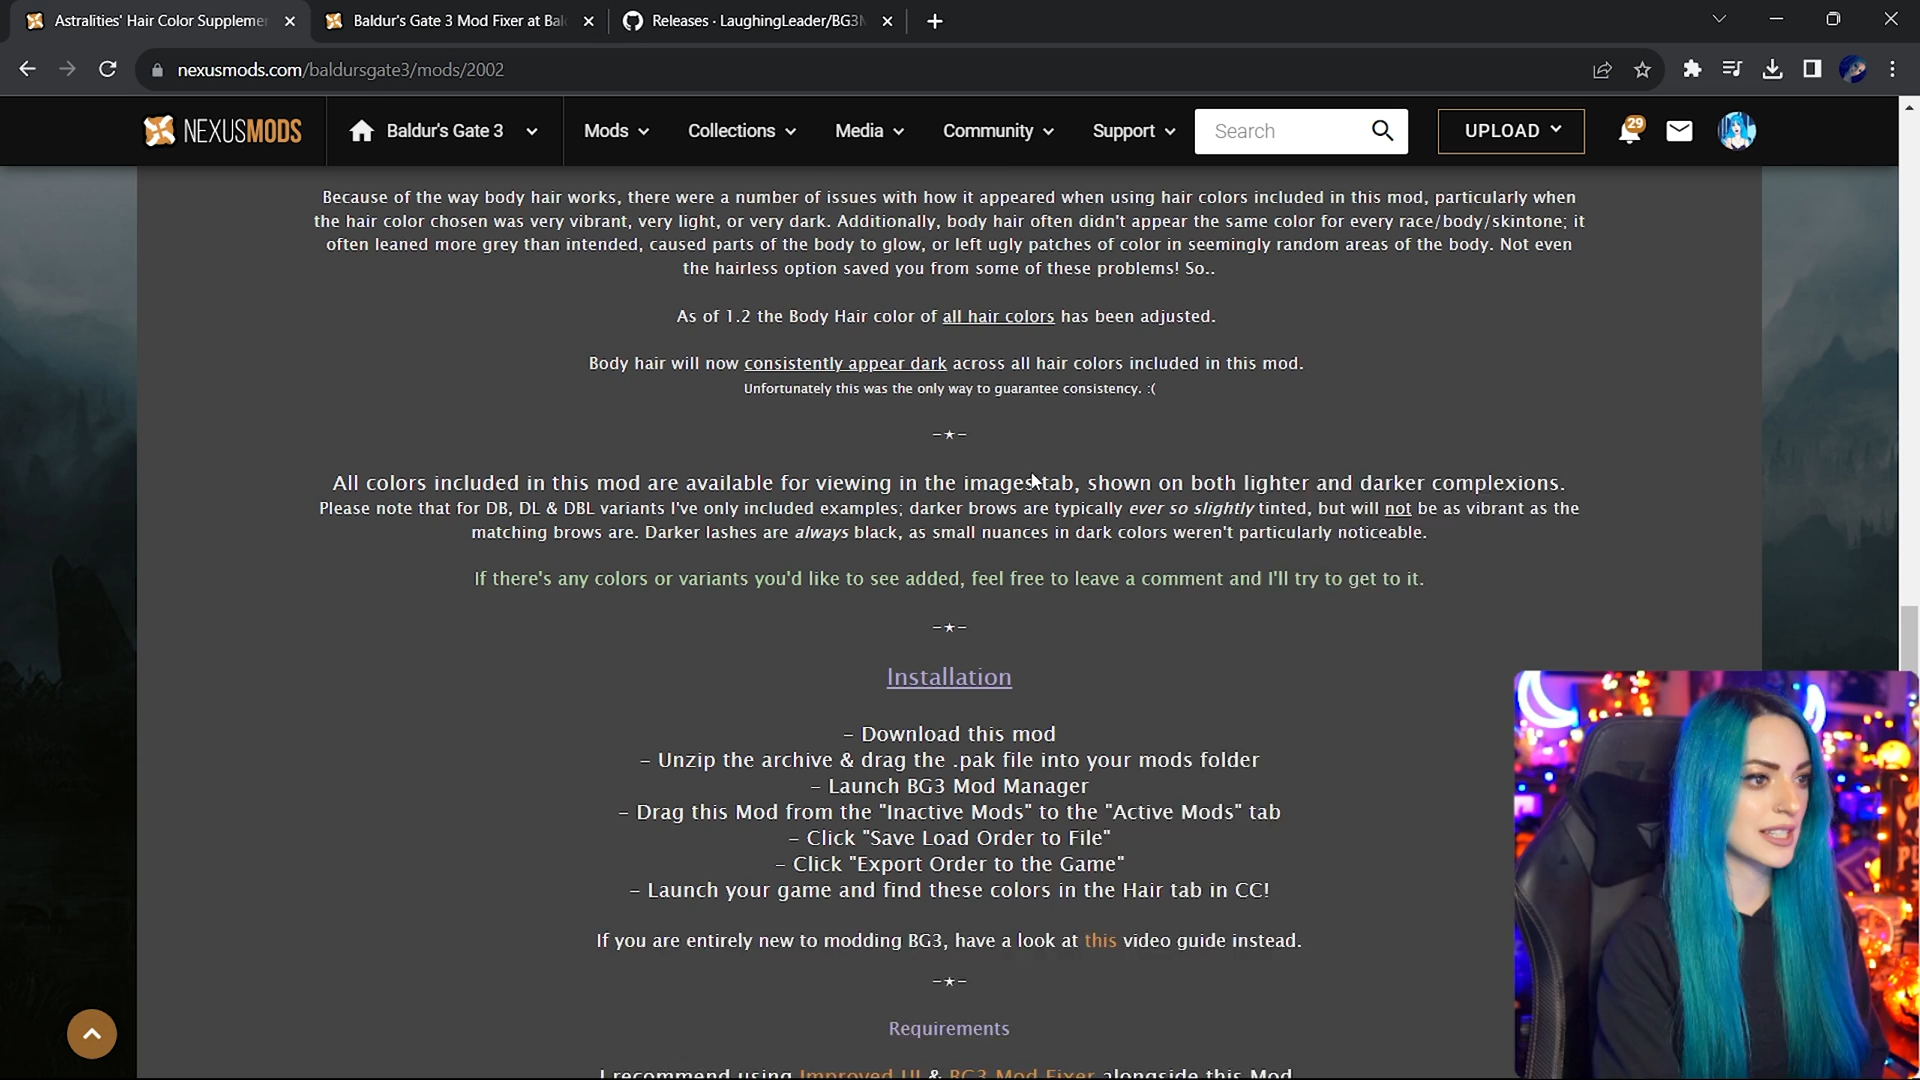 Astralities' Hair Color Suppleme
Baldur's Gate 3 Mod Fixer at Bal
Releases · LaughingLeader/BG3M
nexusmods.com/baldursgate3/mods/2002
NEXUSMODS
Baldur's Gate 3
Mods
Collections
Media
Community
Support
Search
UPLOAD
29
Because of the way body hair works, there were a number of issues with how it appeared when using hair colors included in this mod, particularly when
the hair color chosen was very vibrant, very light, or very dark. Additionally, body hair often didn't appear the same color for every race/body/skintone; it
often leaned more grey than intended, caused parts of the body to glow, or left ugly patches of color in seemingly random areas of the body. Not even
the hairless option saved you from some of these problems! So..
As of 1.2 the Body Hair color of all hair colors has been adjusted.
Body hair will now consistently appear dark across all hair colors included in this mod.
Unfortunately this was the only way to guarantee consistency. :(
-★-
All colors included in this mod are available for viewing in the images tab, shown on both lighter and darker complexions.
Please note that for DB, DL & DBL variants I've only included examples; darker brows are typically ever so slightly tinted, but will not be as vibrant as the
matching brows are. Darker lashes are always black, as small nuances in dark colors weren't particularly noticeable.
If there's any colors or variants you'd like to see added, feel free to leave a comment and I'll try to get to it.
-★-
Installation
- Download this mod
- Unzip the archive & drag the .pak file into your mods folder
- Launch BG3 Mod Manager
- Drag this Mod from the "Inactive Mods" to the "Active Mods" tab
- Click "Save Load Order to File"
- Click "Export Order to the Game"
- Launch your game and find these colors in the Hair tab in CC!
If you are entirely new to modding BG3, have a look at this video guide instead.
-★-
Requirements
I recommend using Improved UI & BG3 Mod Fixer alongside this Mod